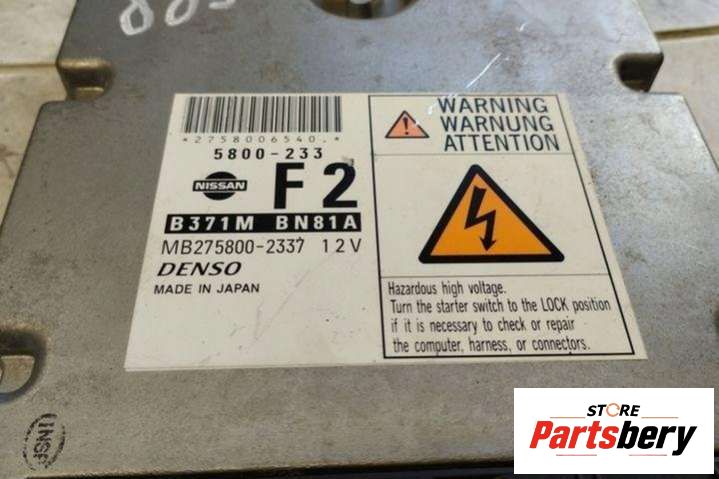 885
*2758006540.*
5800-233
NISSAN
F2
B371M BN81A
MB275800-2337 12V
DENSO
MADE IN JAPAN
WARNING
WARNUNG
ATTENTION
Hazardous high voltage.
Turn the starter switch to the LOCK position
if it is necessary to check or repair
the computer, harness, or connectors.
INSP
STORE
Partsbery